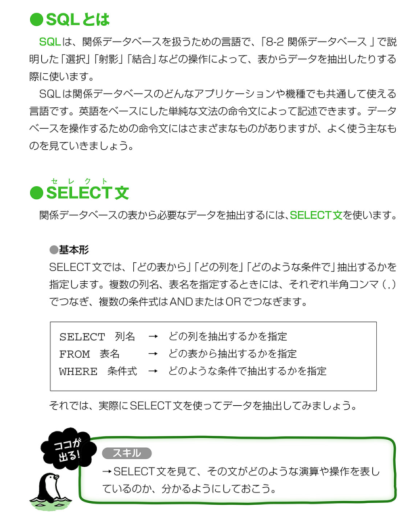 ●SQLとは
SQLは、関係データベースを扱うための言語で、「8-2 関係データベース 」で説
明した「選択」「射影」「結合」などの操作によって、表からデータを抽出したりする
際に使います。
SQLは関係データベースのどんなアプリケーションや機種でも共通して使える
言語です。英語をベースにした単純な文法の命令文によって記述できます。データ
ベースを操作するための命令文にはさまざまなものがありますが、よく使う主なも
のを見ていきましょう。
セレクト
●SELECT文
関係データベースの表から必要なデータを抽出するには、SELECT文を使います。
●基本形
SELECT文では、「どの表から」「どの列を」「どのような条件で」抽出するかを
指定します。複数の列名、表名を指定するときには、それぞれ半角コンマ（,）
でつなぎ、複数の条件式はANDまたはORでつなぎます。
SELECT 列名 → どの列を抽出するかを指定
FROM 表名 → どの表から抽出するかを指定
WHERE 条件式 → どのような条件で抽出するかを指定
それでは、実際にSELECT文を使ってデータを抽出してみましょう。
ココが
出る!
スキル
→SELECT文を見て、その文がどのような演算や操作を表し
ているのか、分かるようにしておこう。